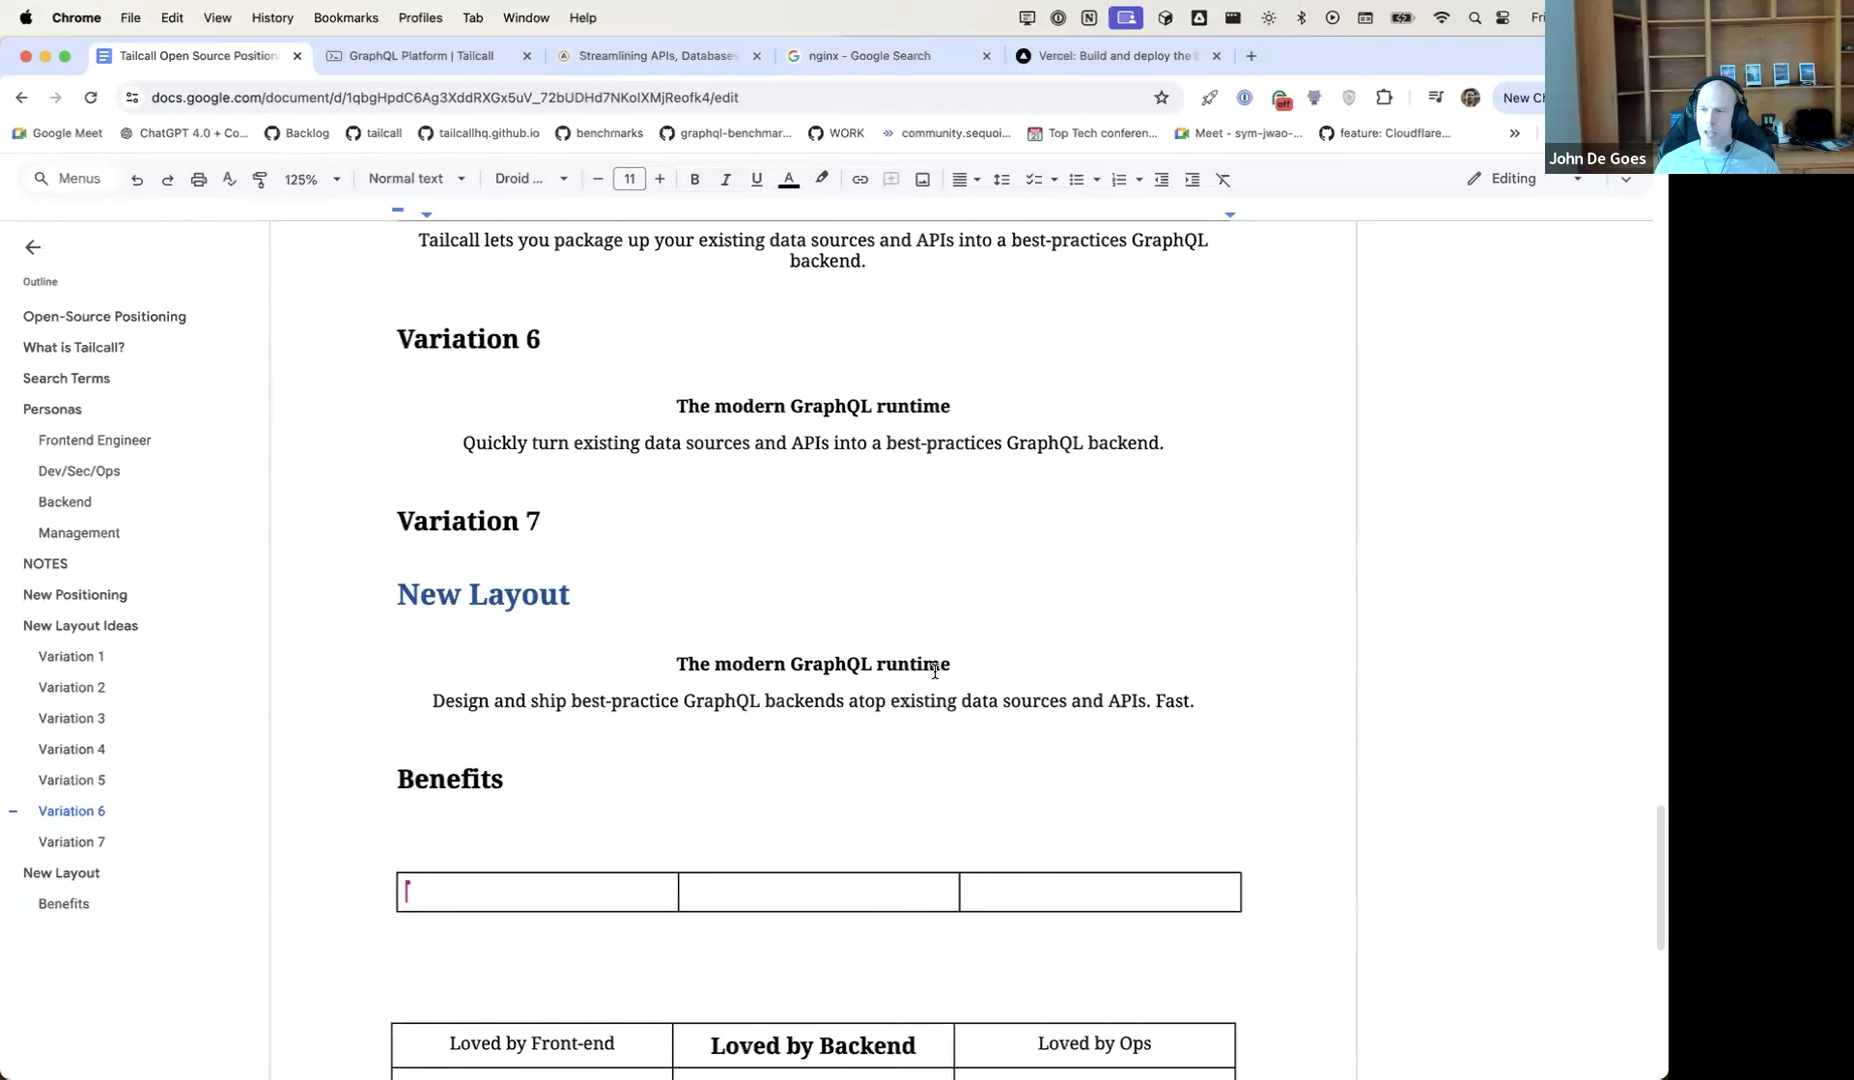 Chrome File Edit View History Bookmarks Profiles Tab Window Help
Tailcall Open Source Position
GraphQL Platform | Tailcall
Streamlining APIs, Databases
nginx - Google Search
Vercel: Build and deploy the
docs.google.com/document/d/1qbgHpdC6Ag3XddRXGx5uV_72bUDHd7NKolXMjReofk4/edit
off
New Ch
Google Meet
ChatGPT 4.0 + Co...
Backlog
tailcall
tailcallhq.github.io
benchmarks
graphql-benchmar...
WORK
community.sequoi...
Top Tech conferen...
Meet - sym-jwao-...
feature: Cloudflare...
John De Goes
Menus
125%
Normal text
Droid ...
11
Editing
Outline
Open-Source Positioning
What is Tailcall?
Search Terms
Personas
Frontend Engineer
Dev/Sec/Ops
Backend
Management
NOTES
New Positioning
New Layout Ideas
Variation 1
Variation 2
Variation 3
Variation 4
Variation 5
Variation 6
Variation 7
New Layout
Benefits
Tailcall lets you package up your existing data sources and APIs into a best-practices GraphQL
backend.
Variation 6
The modern GraphQL runtime
Quickly turn existing data sources and APIs into a best-practices GraphQL backend.
Variation 7
New Layout
The modern GraphQL runtime
Design and ship best-practice GraphQL backends atop existing data sources and APIs. Fast.
Benefits
Loved by Front-end
Loved by Backend
Loved by Ops